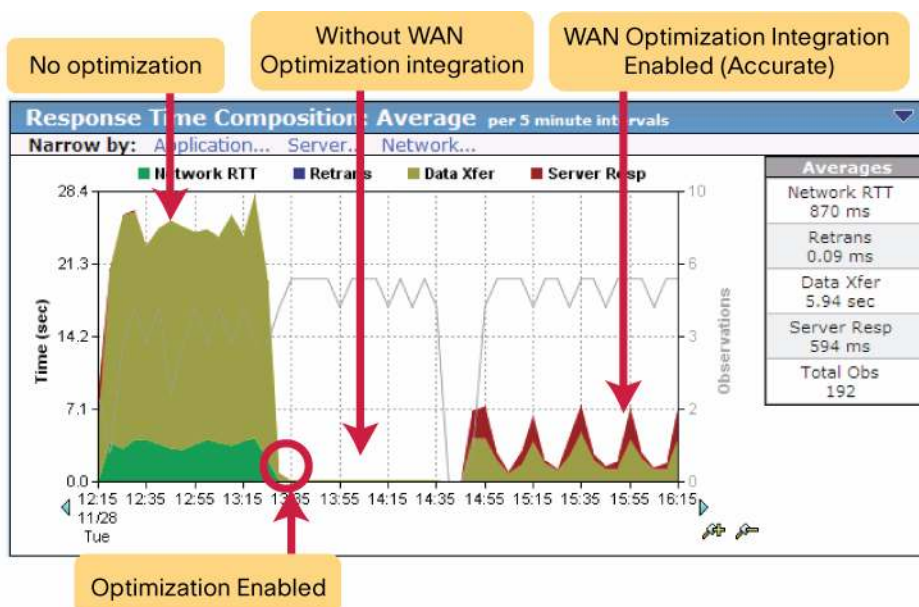 No optimization
Without WAN
Optimization integration
WAN Optimization Integration
Enabled (Accurate)
Response Time Composition: Average per 5 minute intervals
Narrow by: Application... Server... Network...
Network RTT Retrans Data Xfer Server Resp
28.4
21.3
14.2
7.1
0.0
Time (sec)
10
6
3
2
0
Observations
12:15 12:35 12:55 13:15 13:35 13:55 14:15 14:35 14:55 15:15 15:35 15:55 16:15
11/28
Tue
Averages
Network RTT
870 ms
Retrans
0.09 ms
Data Xfer
5.94 sec
Server Resp
594 ms
Total Obs
192
Optimization Enabled